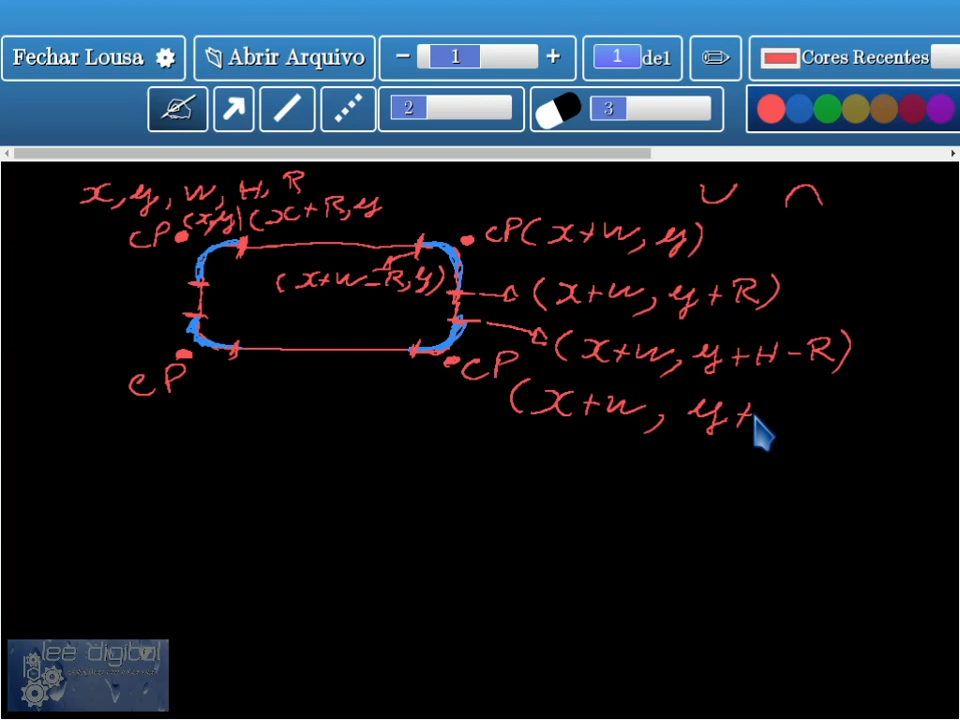 Fechar Lousa Abrir Arquivo − 1 + 1 de1 Cores Recentes
2 3
x, y, W, H, R
(x,y) (x+R,y
CP CP(x+W, y)
(x+W-R,y) (x+W, y+R)
(x+W, y+H-R)
CP CP
(x+W, y+
lee digital